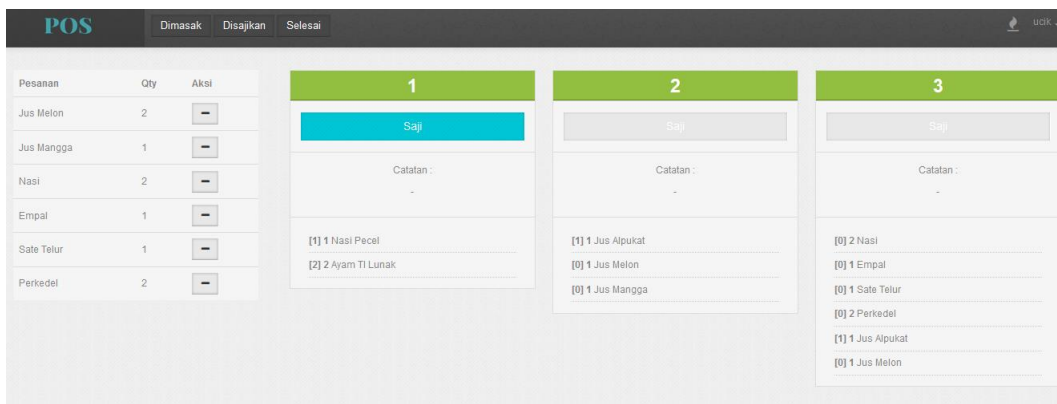 POS Dimasak Disajikan Selesai ucik
Pesanan Qty Aksi
Jus Melon 2
Jus Mangga 1
Nasi 2
Empal 1
Sate Telur 1
Perkedel 2
1
Saji
Catatan :
-
[1] 1 Nasi Pecel
[2] 2 Ayam Tl Lunak
2
Saji
Catatan :
-
[1] 1 Jus Alpukat
[0] 1 Jus Melon
[0] 1 Jus Mangga
3
Saji
Catatan :
-
[0] 2 Nasi
[0] 1 Empal
[0] 1 Sate Telur
[0] 2 Perkedel
[1] 1 Jus Alpukat
[0] 1 Jus Melon